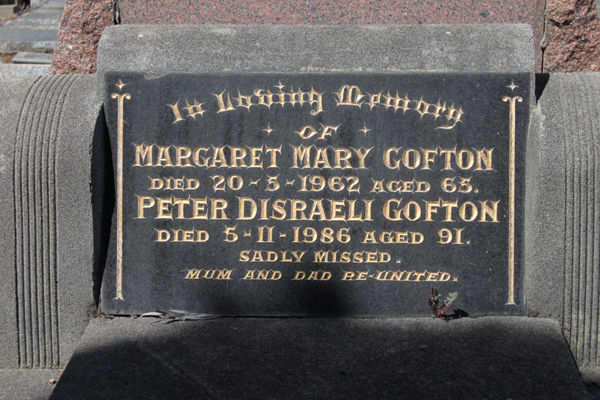 In Loving Memory
OF
MARGARET MARY GOFTON
DIED 20-5-1962 AGED 65.
PETER DISRAELI GOFTON
DIED 5-11-1986 AGED 91.
SADLY MISSED.
MUM AND DAD RE-UNITED.